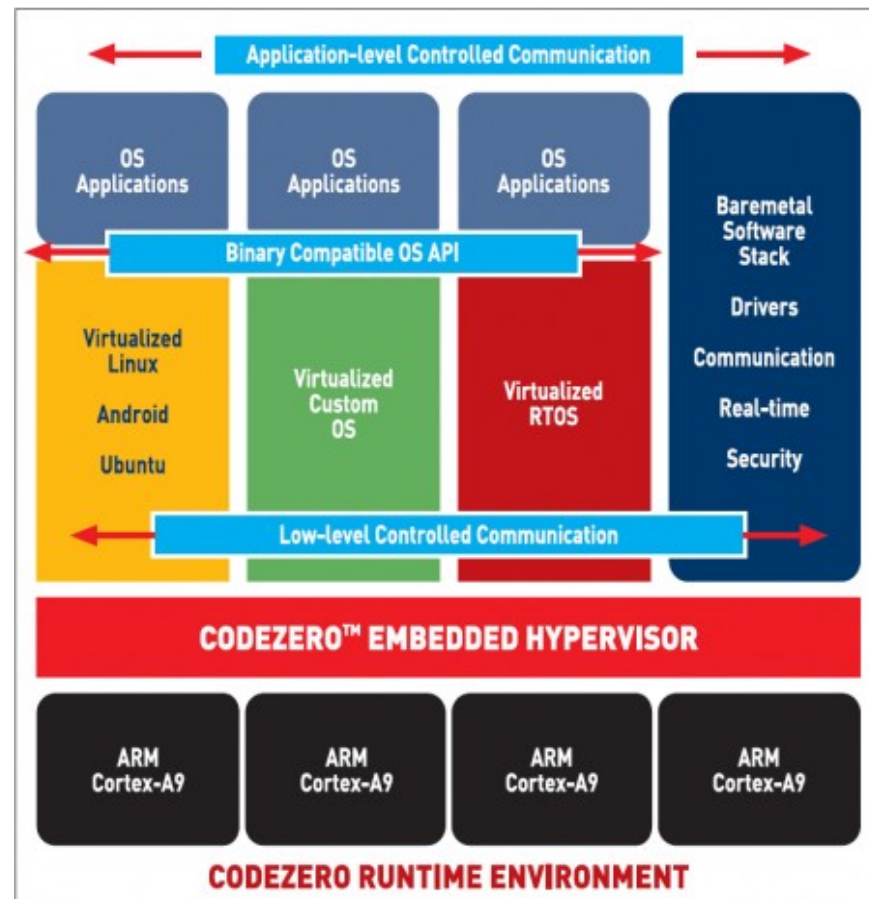 Application-level Controlled Communication
OS
Applications
OS
Applications
OS
Applications
Baremetal
Software
Stack
Drivers
Communication
Real-time
Security
Binary Compatible OS API
Virtualized
Linux
Android
Ubuntu
Virtualized
Custom
OS
Virtualized
RTOS
Low-level Controlled Communication
CODEZERO™ EMBEDDED HYPERVISOR
ARM
Cortex-A9
ARM
Cortex-A9
ARM
Cortex-A9
ARM
Cortex-A9
CODEZERO RUNTIME ENVIRONMENT